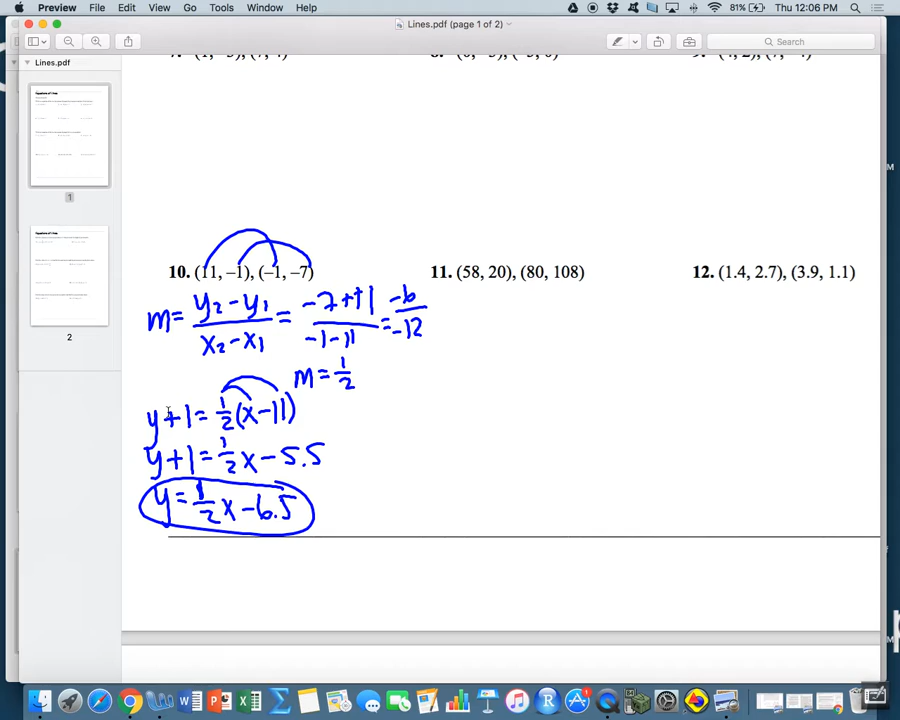 Preview File Edit View Go Tools Window Help 81% Thu 12:06 PM
Lines.pdf (page 1 of 2)
Search
Lines.pdf
1
2
10. (11, –1), (–1, –7)
11. (58, 20), (80, 108)
12. (1.4, 2.7), (3.9, 1.1)
m = y₂-y₁ / x₂-x₁ = -7+1 / -1-11 = -6 / -12
m = 1/2
y+1 = 1/2(x-11)
y+1 = 1/2x - 5.5
y = 1/2x - 6.5